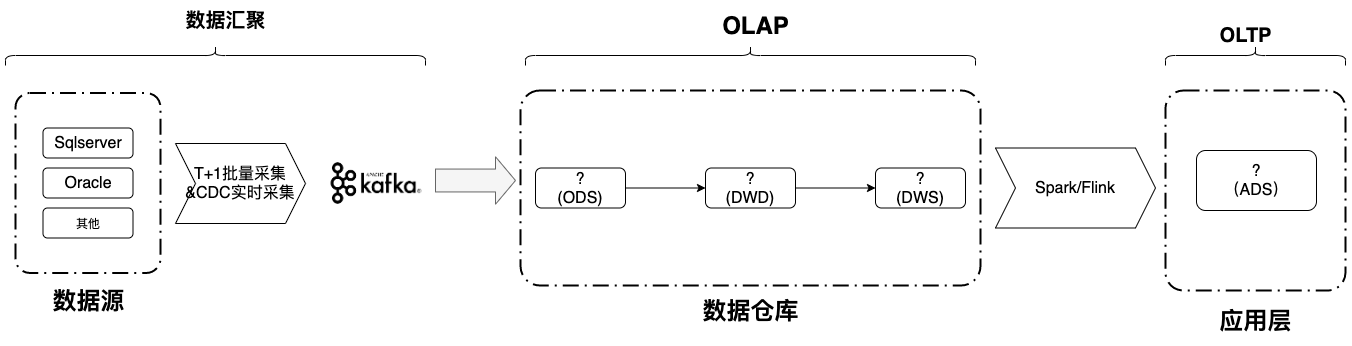 数据汇聚
OLAP
OLTP
Sqlserver
Oracle
其他
T+1批量采集
&CDC实时采集
APACHE
kafka®
?
(ODS)
?
(DWD)
?
(DWS)
Spark/Flink
?
(ADS)
数据源
数据仓库
应用层